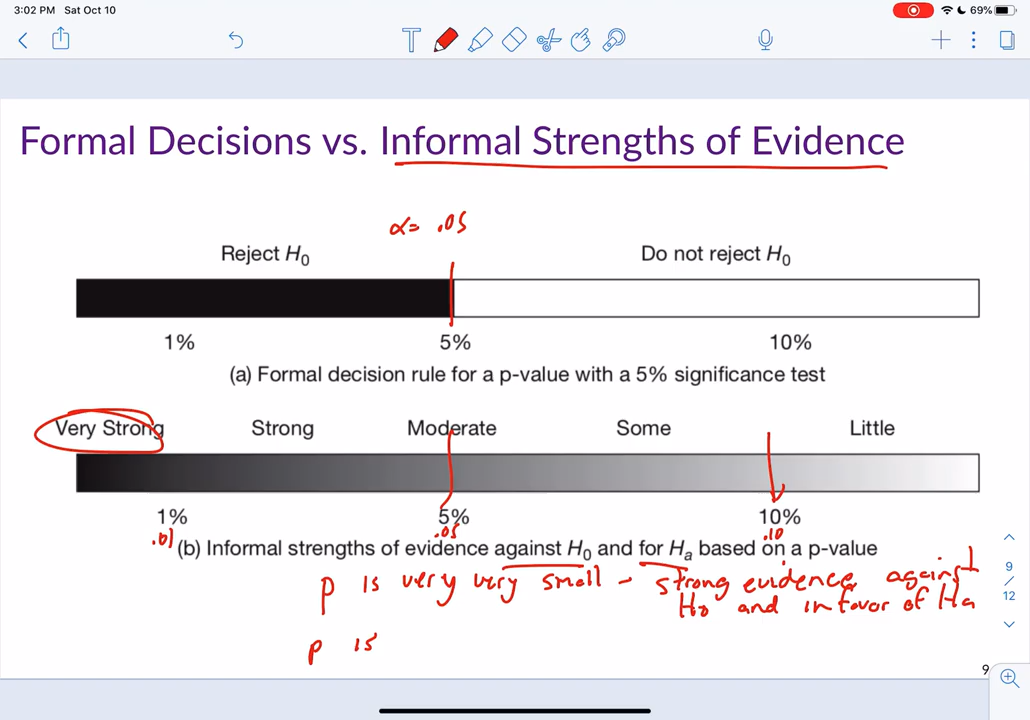 3:02 PM Sat Oct 10
69%
Formal Decisions vs. Informal Strengths of Evidence
α= .05
Reject H0 Do not reject H0
1% 5% 10%
(a) Formal decision rule for a p-value with a 5% significance test
Very Strong Strong Moderate Some Little
1% 5% 10%
.01 .05 .10
(b) Informal strengths of evidence against H0 and for Ha based on a p-value
p is very very small - strong evidence against
H0 and in favor of Ha
p is
9
/
12
9